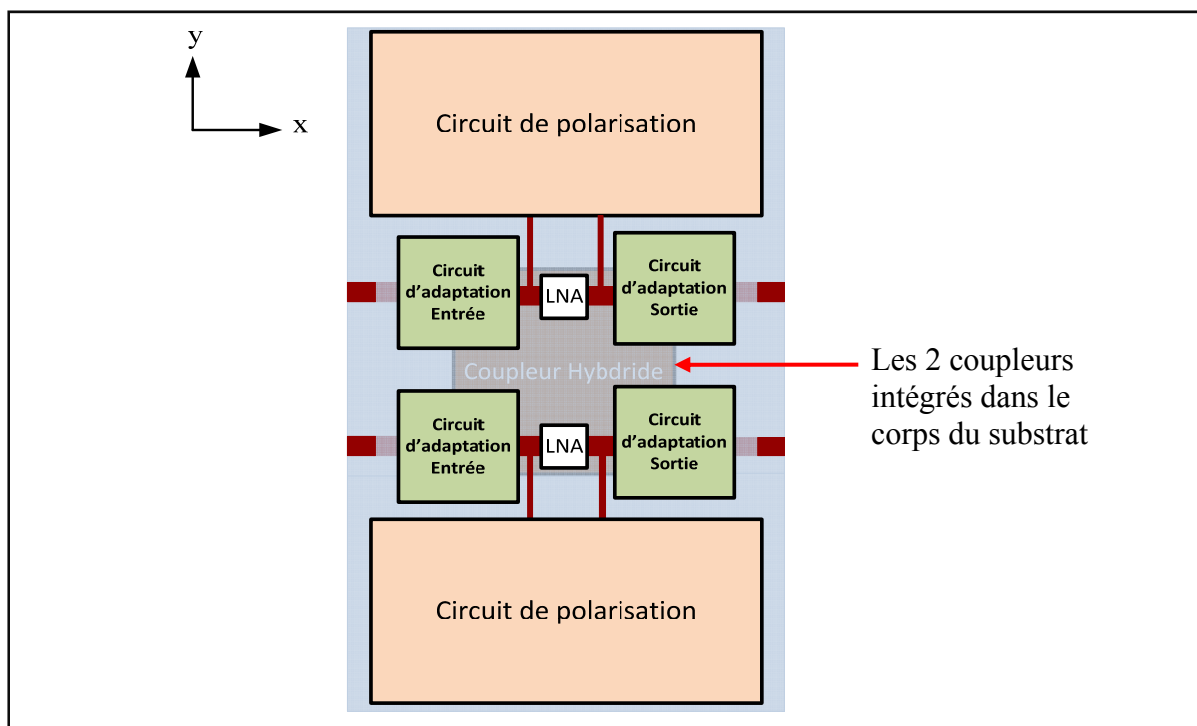 y
x
Circuit de polarisation
Circuit
d'adaptation
Entrée
LNA
Circuit
d'adaptation
Sortie
Coupleur Hybdride
Les 2 coupleurs
intégrés dans le
corps du substrat
Circuit
d'adaptation
Entrée
LNA
Circuit
d'adaptation
Sortie
Circuit de polarisation